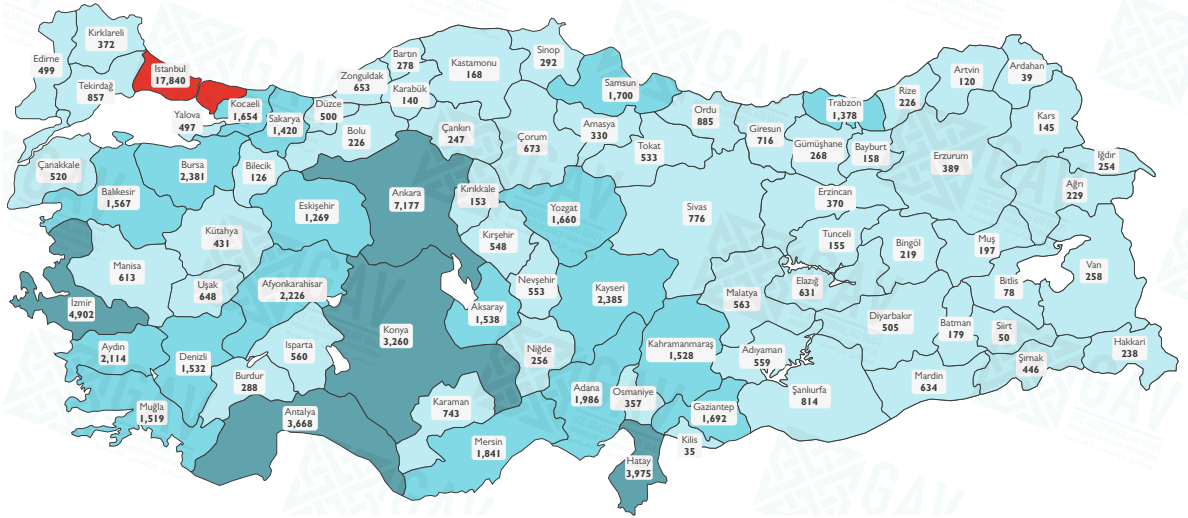 Kırklareli
372
Edirne
499
Tekirdağ
857
Istanbul
17,840
Yalova
497
Kocaeli
1,654
Sakarya
1,420
Düzce
500
Zonguldak
653
Bartın
278
Karabük
140
Kastamonu
168
Sinop
292
Samsun
1,700
Bolu
226
Çankırı
247
Çorum
673
Amasya
330
Tokat
533
Ordu
885
Giresun
716
Trabzon
1,378
Gümüşhane
268
Bayburt
158
Rize
226
Artvin
120
Ardahan
39
Kars
145
Iğdır
254
Ağrı
229
Erzurum
389
Erzincan
370
Çanakkale
520
Balıkesir
1,567
Bursa
2,381
Bilecik
126
Eskişehir
1,269
Ankara
7,177
Kırıkkale
153
Yozgat
1,660
Sivas
776
Kırşehir
548
Kütahya
431
Manisa
613
Uşak
648
Afyonkarahisar
2,226
İzmir
4,902
Aydın
2,114
Denizli
1,532
Muğla
1,519
Burdur
288
Isparta
560
Antalya
3,668
Konya
3,260
Karaman
743
Aksaray
1,538
Nevşehir
553
Niğde
256
Kayseri
2,385
Mersin
1,841
Adana
1,986
Osmaniye
357
Hatay
3,975
Kahramanmaraş
1,528
Gaziantep
1,692
Kilis
35
Adıyaman
559
Malatya
563
Elazığ
631
Tunceli
155
Bingöl
219
Muş
197
Bitlis
78
Van
258
Diyarbakır
505
Batman
179
Siirt
50
Şırnak
446
Hakkari
238
Mardin
634
Şanlıurfa
814
GAV
GAV
GAV
GAV
GAV
GAV